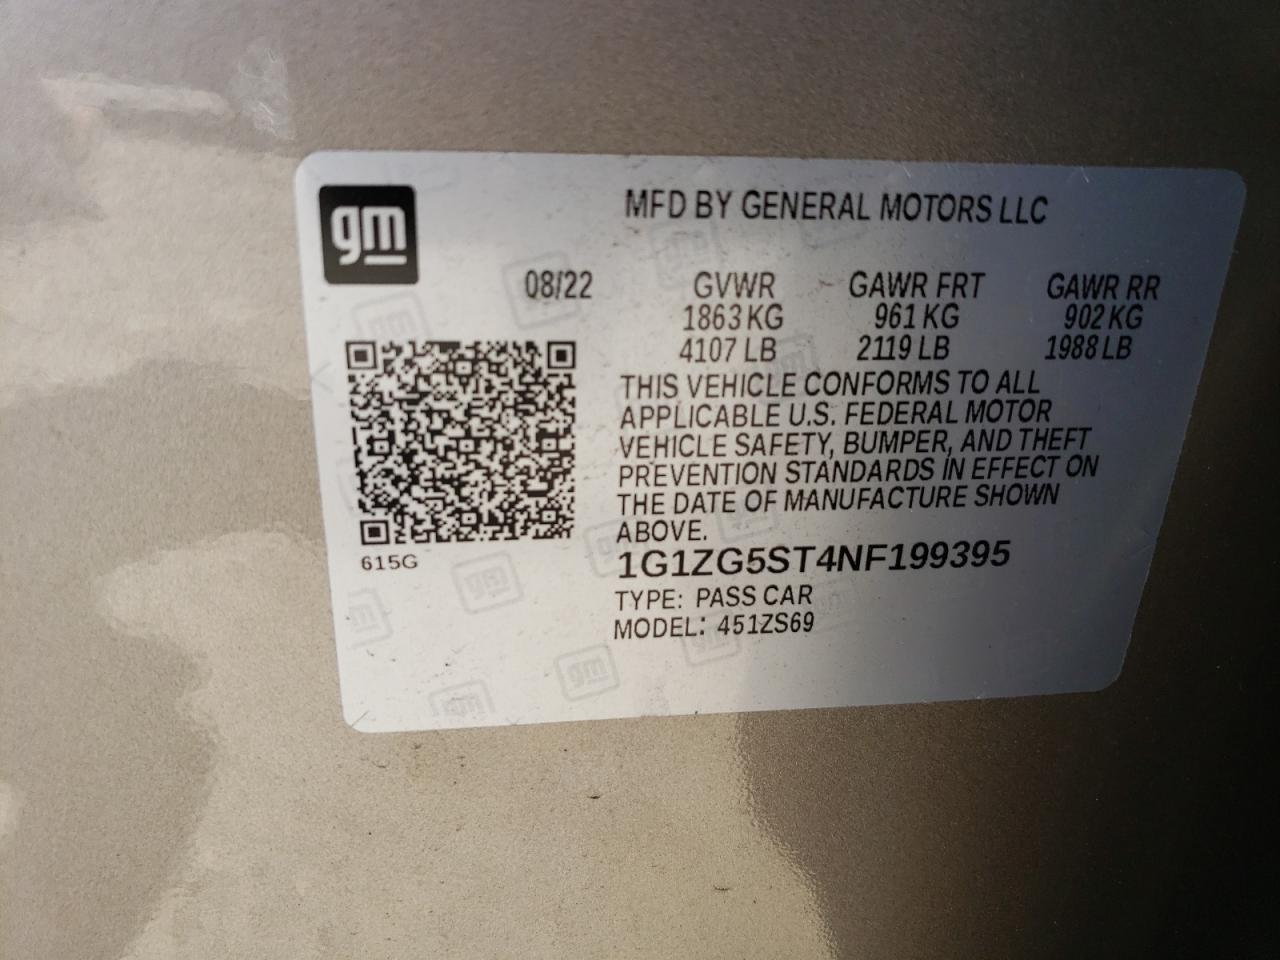 gm
MFD BY GENERAL MOTORS LLC
08/22 GVWR GAWR FRT GAWR RR
1863 KG 961 KG 902 KG
4107 LB 2119 LB 1988 LB
THIS VEHICLE CONFORMS TO ALL
APPLICABLE U.S. FEDERAL MOTOR
VEHICLE SAFETY, BUMPER, AND THEFT
PREVENTION STANDARDS IN EFFECT ON
THE DATE OF MANUFACTURE SHOWN
ABOVE.
615G
1G1ZG5ST4NF199395
TYPE: PASS CAR
MODEL: 451ZS69